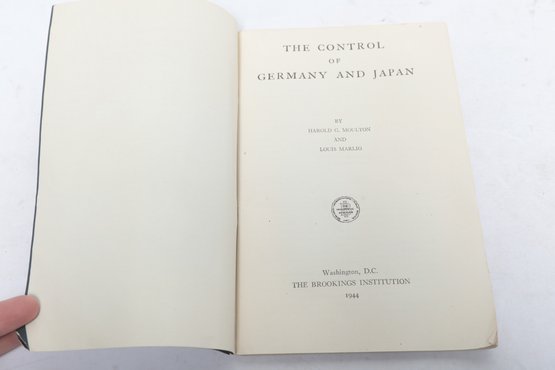 THE CONTROL
OF
GERMANY AND JAPAN
BY
HAROLD G. MOULTON
AND
LOUIS MARLIO
Washington, D.C.
THE BROOKINGS INSTITUTION
1944